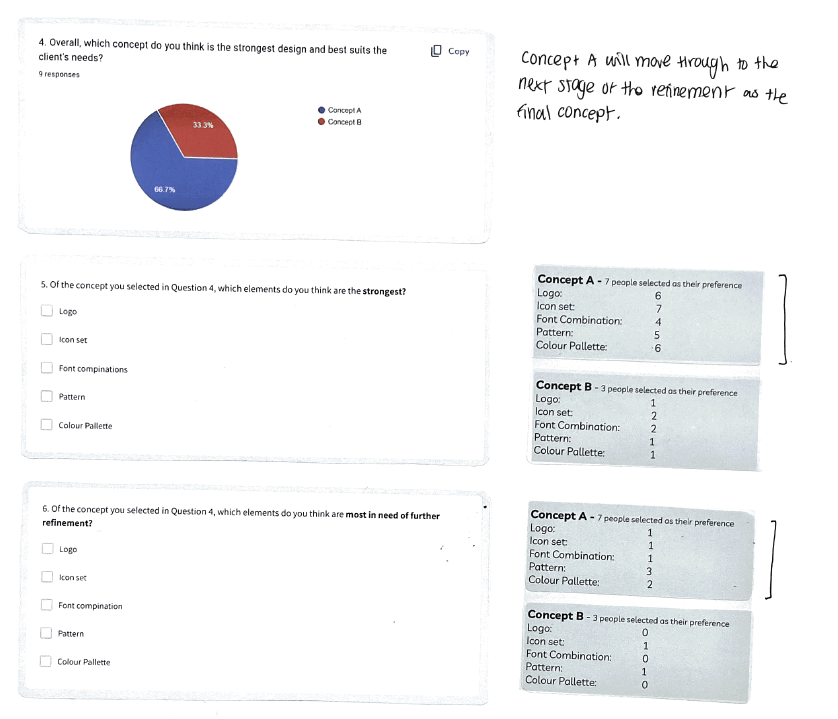 4. Overall, which concept do you think is the strongest design and best suits the
client's needs?
Copy
9 responses
Concept A
Concept B
33.3%
66.7%
Concept A will move through to the
next stage of the refinement as the
final concept.
5. Of the concept you selected in Question 4, which elements do you think are the strongest?
Logo
Icon set
Font compinations
Pattern
Colour Pallette
Concept A - 7 people selected as their preference
Logo: 6
Icon set: 7
Font Combination: 4
Pattern: 5
Colour Pallette: 6
Concept B - 3 people selected as their preference
Logo: 1
Icon set: 2
Font Combination: 2
Pattern: 1
Colour Pallette: 1
6. Of the concept you selected in Question 4, which elements do you think are most in need of further
refinement?
Logo
Icon set
Font compination
Pattern
Colour Pallette
Concept A - 7 people selected as their preference
Logo: 1
Icon set: 1
Font Combination: 1
Pattern: 3
Colour Pallette: 2
Concept B - 3 people selected as their preference
Logo: 0
Icon set: 1
Font Combination: 0
Pattern: 1
Colour Pallette: 0